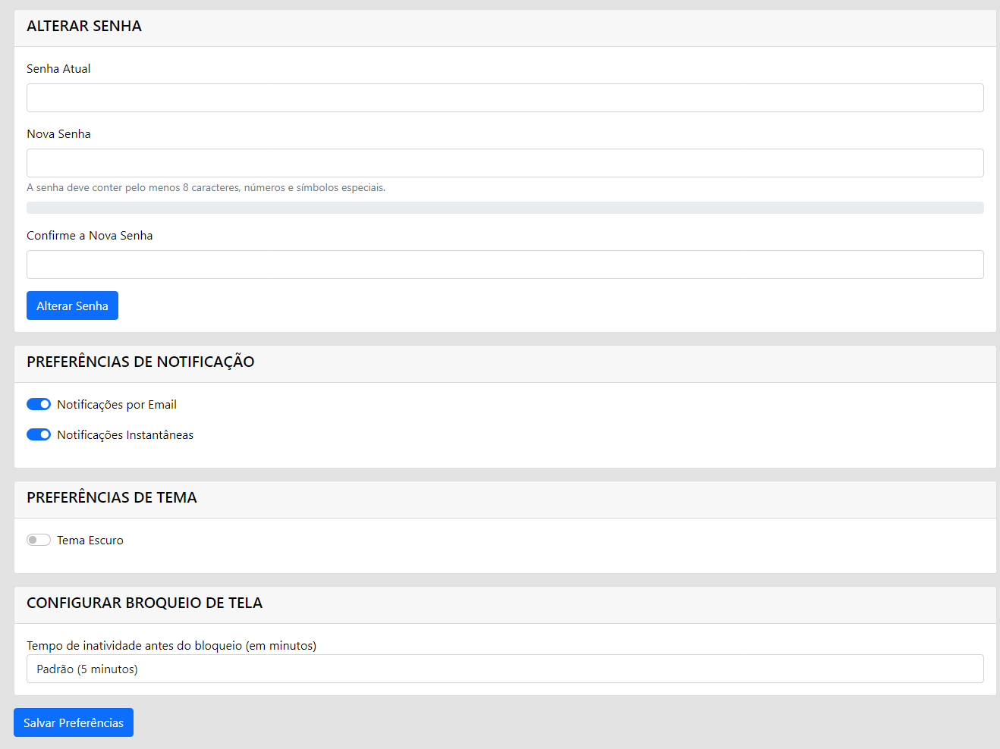 ALTERAR SENHA
Senha Atual
Nova Senha
A senha deve conter pelo menos 8 caracteres, números e símbolos especiais.
Confirme a Nova Senha
Alterar Senha
PREFERÊNCIAS DE NOTIFICAÇÃO
Notificações por Email
Notificações Instantâneas
PREFERÊNCIAS DE TEMA
Tema Escuro
CONFIGURAR BROQUEIO DE TELA
Tempo de inatividade antes do bloqueio (em minutos)
Padrão (5 minutos)
Salvar Preferências